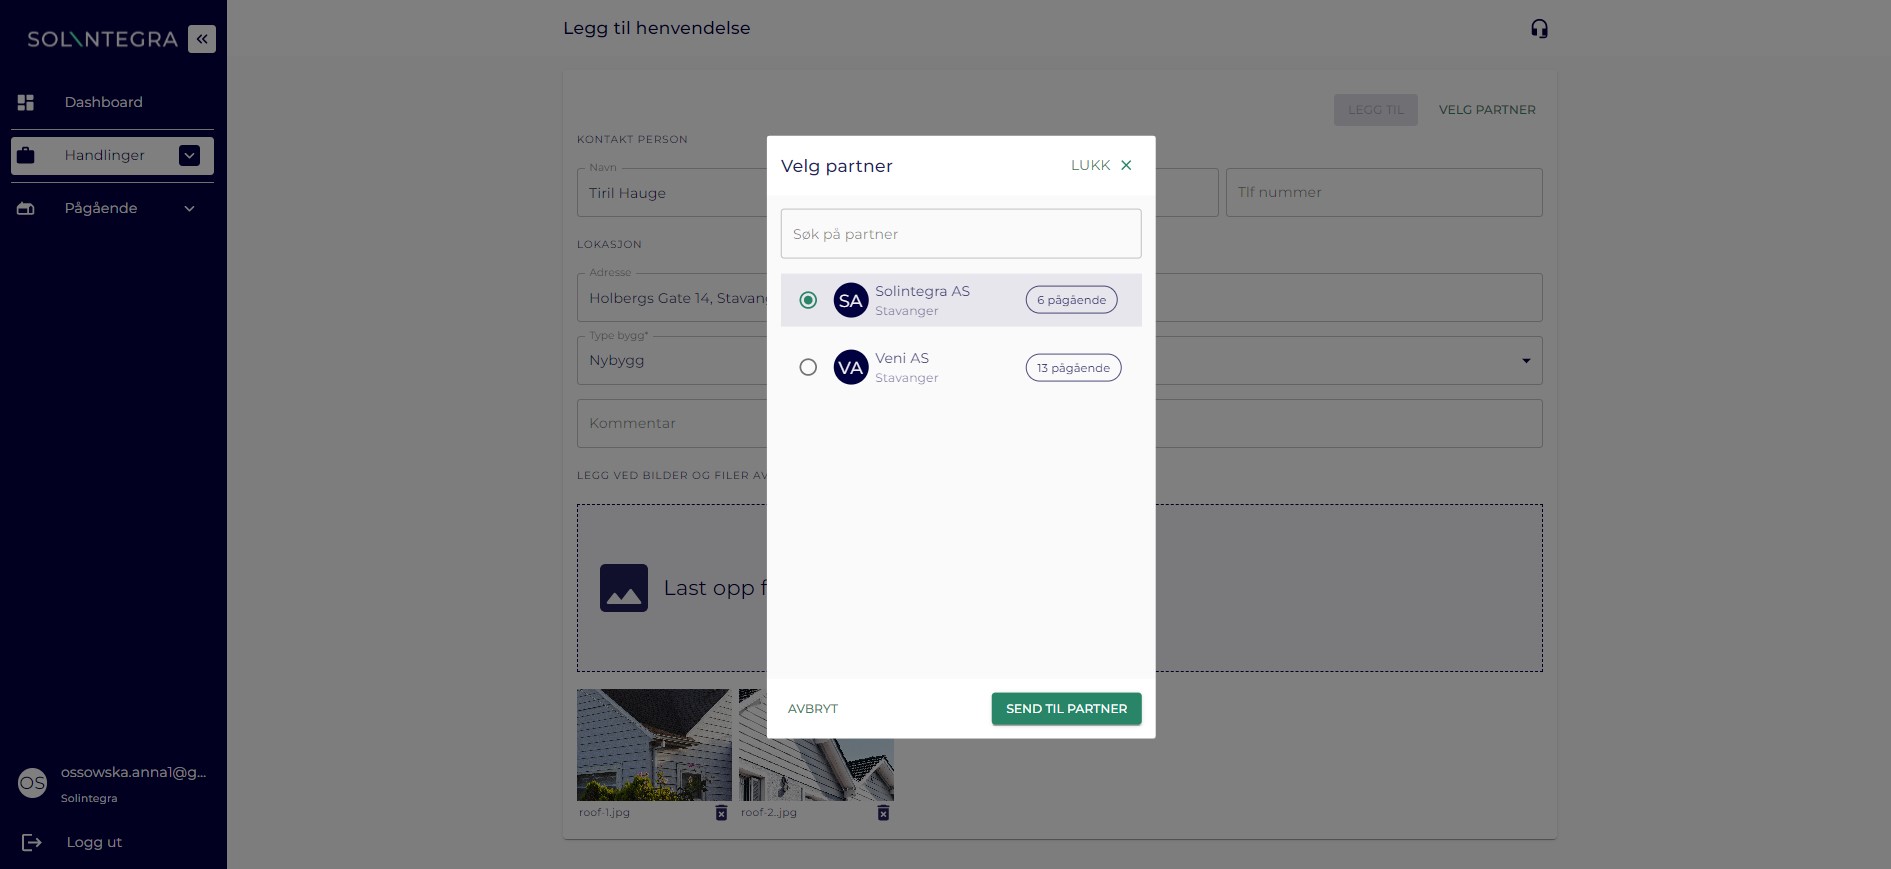 SOLINTEGRA
Dashboard
Handlinger
Pågående
ossowska.anna1@g...
OS
Solintegra
Logg ut
Legg til henvendelse
LEGG TIL
VELG PARTNER
KONTAKT PERSON
Navn
Tiril Hauge
Tlf nummer
LOKASJON
Adresse
Holbergs Gate 14, Stavang
Type bygg*
Nybygg
Kommentar
LEGG VED BILDER OG FILER AV
Last opp f
roof-1.jpg
roof-2..jpg
Velg partner
LUKK
Søk på partner
SA
Solintegra AS
Stavanger
6 pågående
VA
Veni AS
Stavanger
13 pågående
AVBRYT
SEND TIL PARTNER